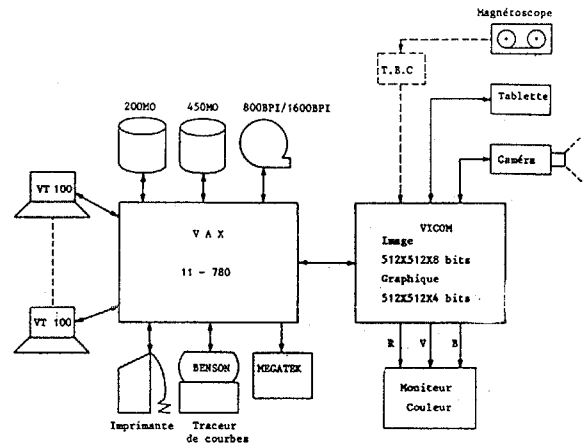 Magnétoscope
T.B.C
200MO
450MO
800BPI/1600BPI
Tablette
Caméra
VT 100
VAX
11 - 780
VICOM
Image
512X512X8 bits
Graphique
512X512X4 bits
VT 100
R
V
B
BENSON
MEGATEK
Moniteur
Couleur
Imprimante
Traceur
de courbes